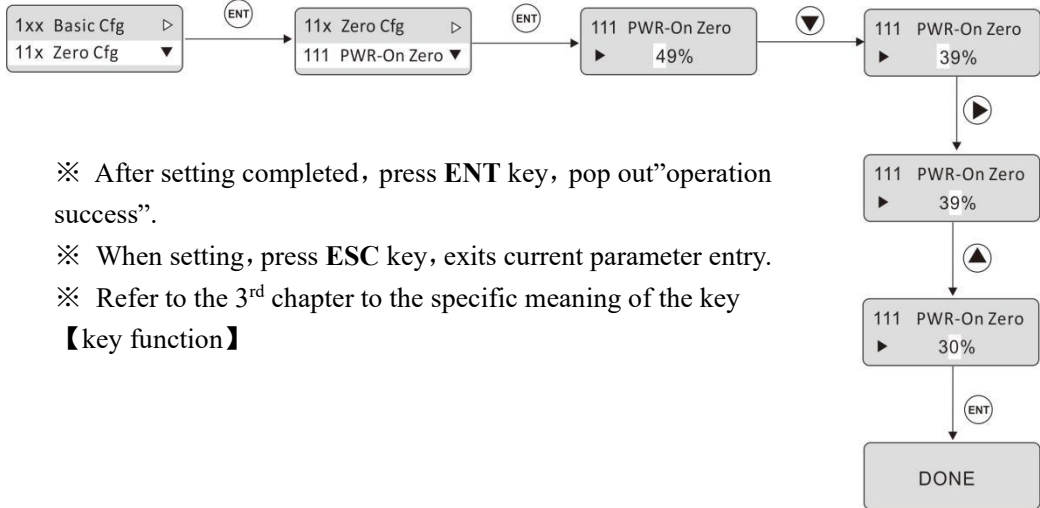 1xx Basic Cfg ▷
11x Zero Cfg ▼
ENT
11x Zero Cfg ▷
111 PWR-On Zero ▼
ENT
111 PWR-On Zero
▶ 49%
▼
111 PWR-On Zero
▶ 39%
▶
111 PWR-On Zero
▶ 39%
▲
111 PWR-On Zero
▶ 30%
ENT
DONE
※ After setting completed，press ENT key，pop out”operation
success”.
※ When setting，press ESC key，exits current parameter entry.
※ Refer to the 3rd chapter to the specific meaning of the key
【key function】